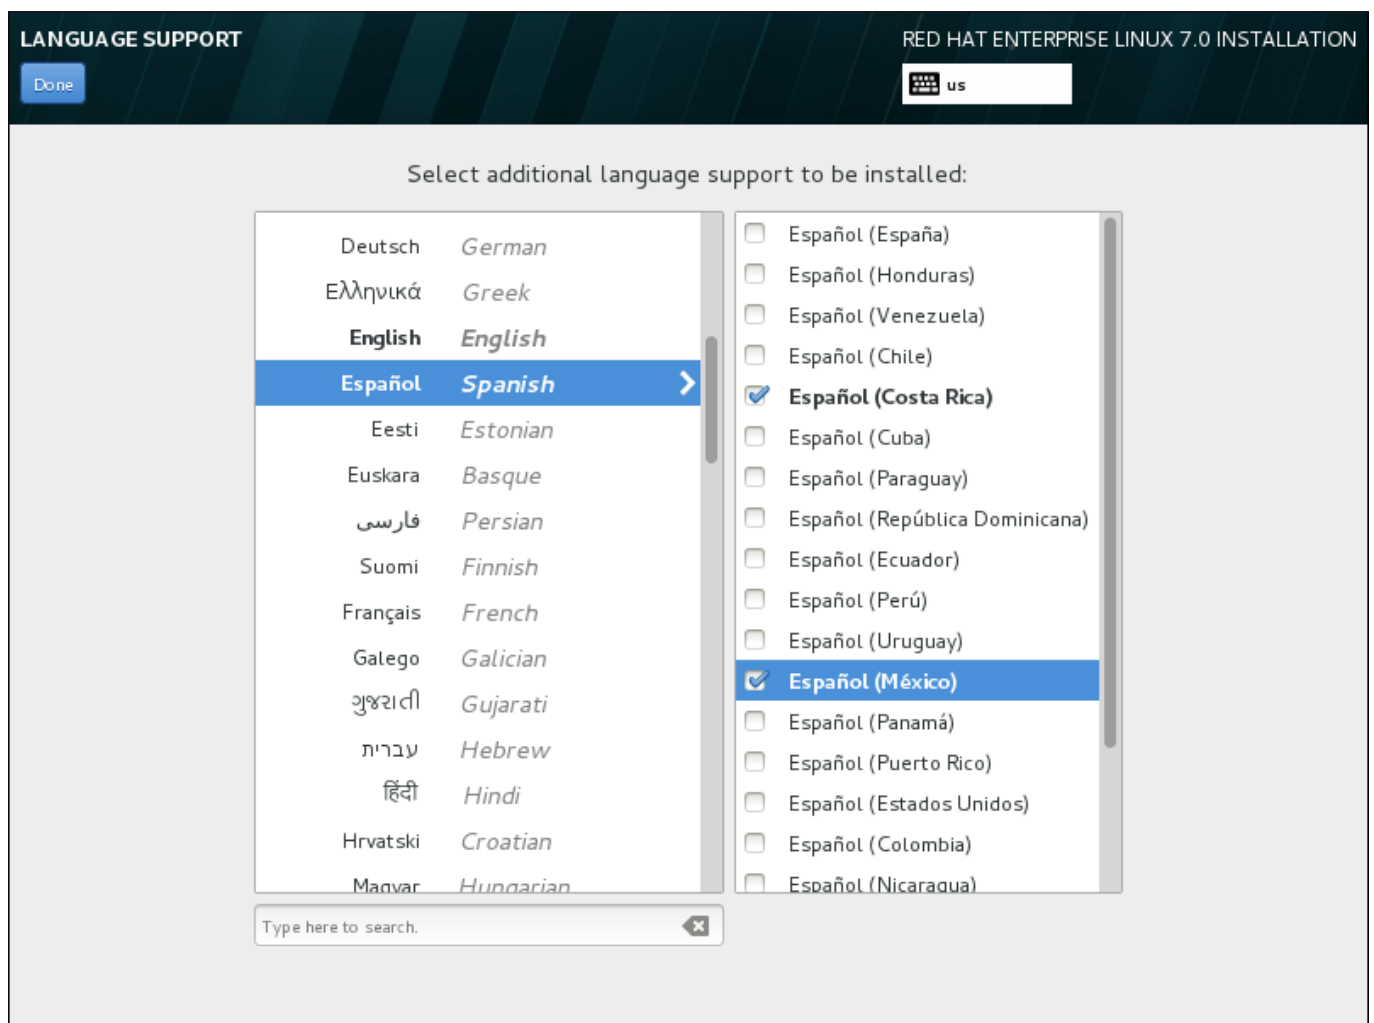 LANGUAGE SUPPORT
RED HAT ENTERPRISE LINUX 7.0 INSTALLATION
Done
us
Select additional language support to be installed:
Deutsch German
Ελληνικά Greek
English English
Español Spanish
Eesti Estonian
Euskara Basque
فارسی Persian
Suomi Finnish
Français French
Galego Galician
ગુજરાતી Gujarati
עברית Hebrew
हिंदी Hindi
Hrvatski Croatian
Magyar Hungarian
Español (España)
Español (Honduras)
Español (Venezuela)
Español (Chile)
Español (Costa Rica)
Español (Cuba)
Español (Paraguay)
Español (República Dominicana)
Español (Ecuador)
Español (Perú)
Español (Uruguay)
Español (México)
Español (Panamá)
Español (Puerto Rico)
Español (Estados Unidos)
Español (Colombia)
Español (Nicaragua)
Type here to search.